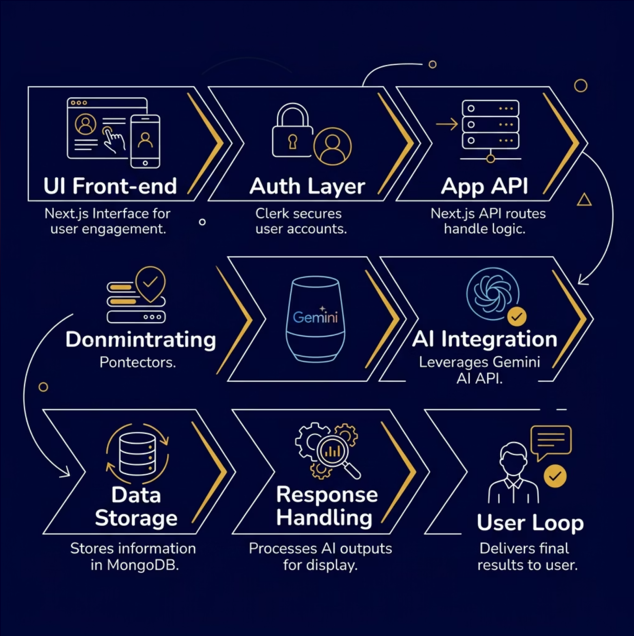 UI Front-end
Next.js Interface for
user engagement.
Auth Layer
Clerk secures
user accounts.
App API
Next.js API routes
handle logic.
Donmintrating
Pontectors.
Gemini
AI Integration
Leverages Gemini
AI API.
Data
Storage
Stores information
in MongoDB.
Response
Handling
Processes AI outputs
for display.
User Loop
Delivers final
results to user.